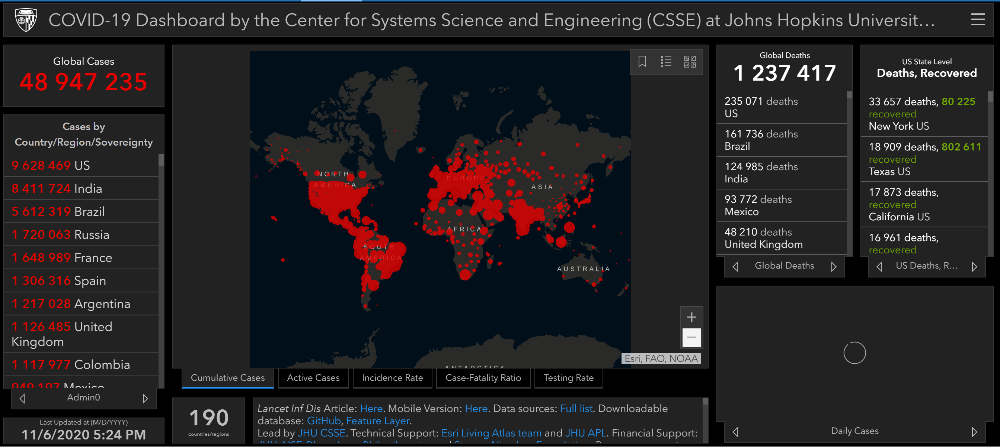 COVID-19 Dashboard by the Center for Systems Science and Engineering (CSSE) at Johns Hopkins Universit...
Global Cases
48 947 235
Cases by
Country/Region/Sovereignty
9 628 469 US
8 411 724 India
5 612 319 Brazil
1 720 063 Russia
1 648 989 France
1 306 316 Spain
1 217 028 Argentina
1 126 485 United
Kingdom
1 117 977 Colombia
949 197 Mexico
Admin0
Last Updated at (M/D/YYYY)
11/6/2020 5:24 PM
NORTH
AMERICA
EUROPE
ASIA
AFRICA
SOUTH
AMERICA
AUSTRALIA
ANTARCTICA
Esri, FAO, NOAA
Cumulative Cases
Active Cases
Incidence Rate
Case-Fatality Ratio
Testing Rate
190
countries/regions
Lancet Inf Dis Article: Here. Mobile Version: Here. Data sources: Full list. Downloadable
database: GitHub, Feature Layer.
Lead by JHU CSSE. Technical Support: Esri Living Atlas team and JHU APL. Financial Support:
Global Deaths
1 237 417
235 071 deaths
US
161 736 deaths
Brazil
124 985 deaths
India
93 772 deaths
Mexico
48 210 deaths
United Kingdom
Global Deaths
US State Level
Deaths, Recovered
33 657 deaths, 80 225
recovered
New York US
18 909 deaths, 802 611
recovered
Texas US
17 873 deaths,
recovered
California US
16 961 deaths,
recovered
US Deaths, R...
Daily Cases